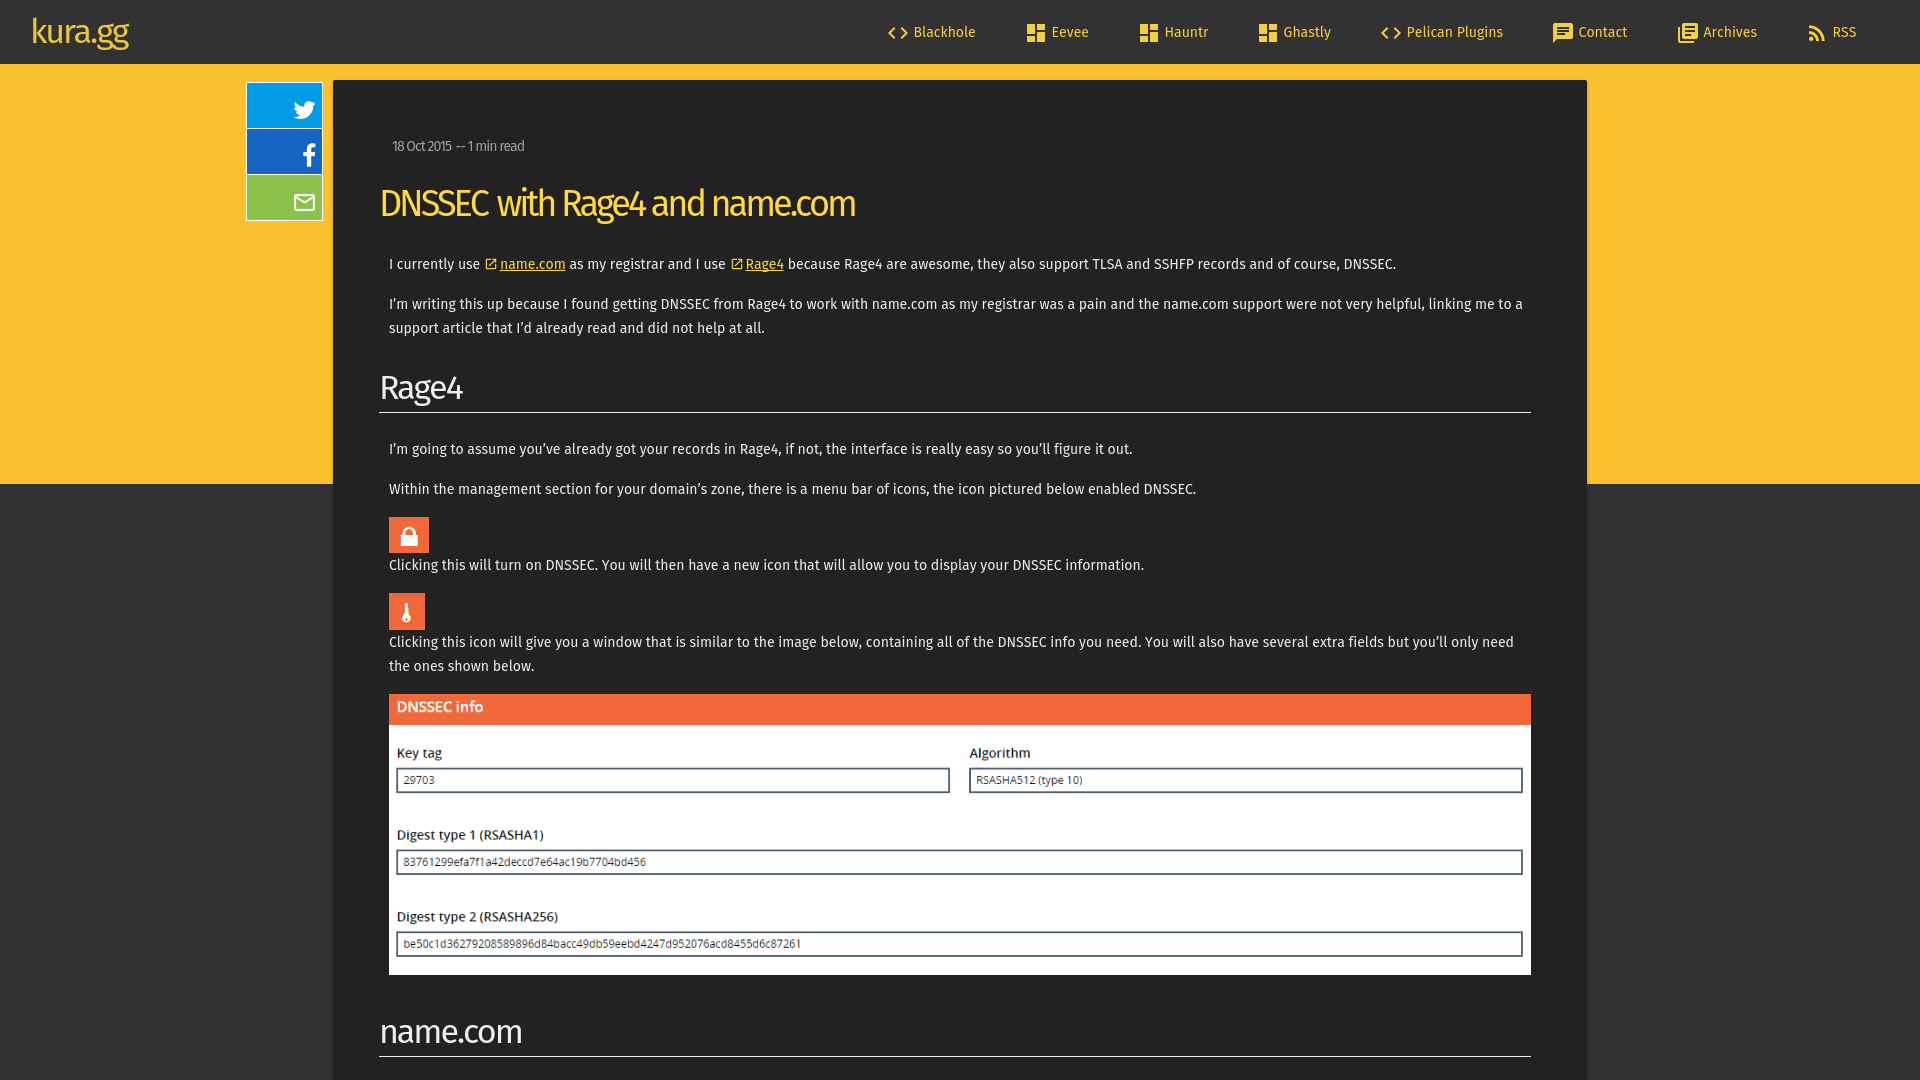 kura.gg
Blackhole
Eevee
Hauntr
Ghastly
Pelican Plugins
Contact
Archives
RSS
18 Oct 2015 -- 1 min read
DNSSEC with Rage4 and name.com
I currently use name.com as my registrar and I use Rage4 because Rage4 are awesome, they also support TLSA and SSHFP records and of course, DNSSEC.
I’m writing this up because I found getting DNSSEC from Rage4 to work with name.com as my registrar was a pain and the name.com support were not very helpful, linking me to a
support article that I’d already read and did not help at all.
Rage4
I’m going to assume you’ve already got your records in Rage4, if not, the interface is really easy so you’ll figure it out.
Within the management section for your domain’s zone, there is a menu bar of icons, the icon pictured below enabled DNSSEC.
Clicking this will turn on DNSSEC. You will then have a new icon that will allow you to display your DNSSEC information.
Clicking this icon will give you a window that is similar to the image below, containing all of the DNSSEC info you need. You will also have several extra fields but you’ll only need
the ones shown below.
DNSSEC info
Key tag
Algorithm
29703
RSASHA512 (type 10)
Digest type 1 (RSASHA1)
83761299efa7f1a42deccd7e64ac19b7704bd456
Digest type 2 (RSASHA256)
be50c1d36279208589896d84bacc49db59eebd4247d952076acd8455d6c87261
name.com